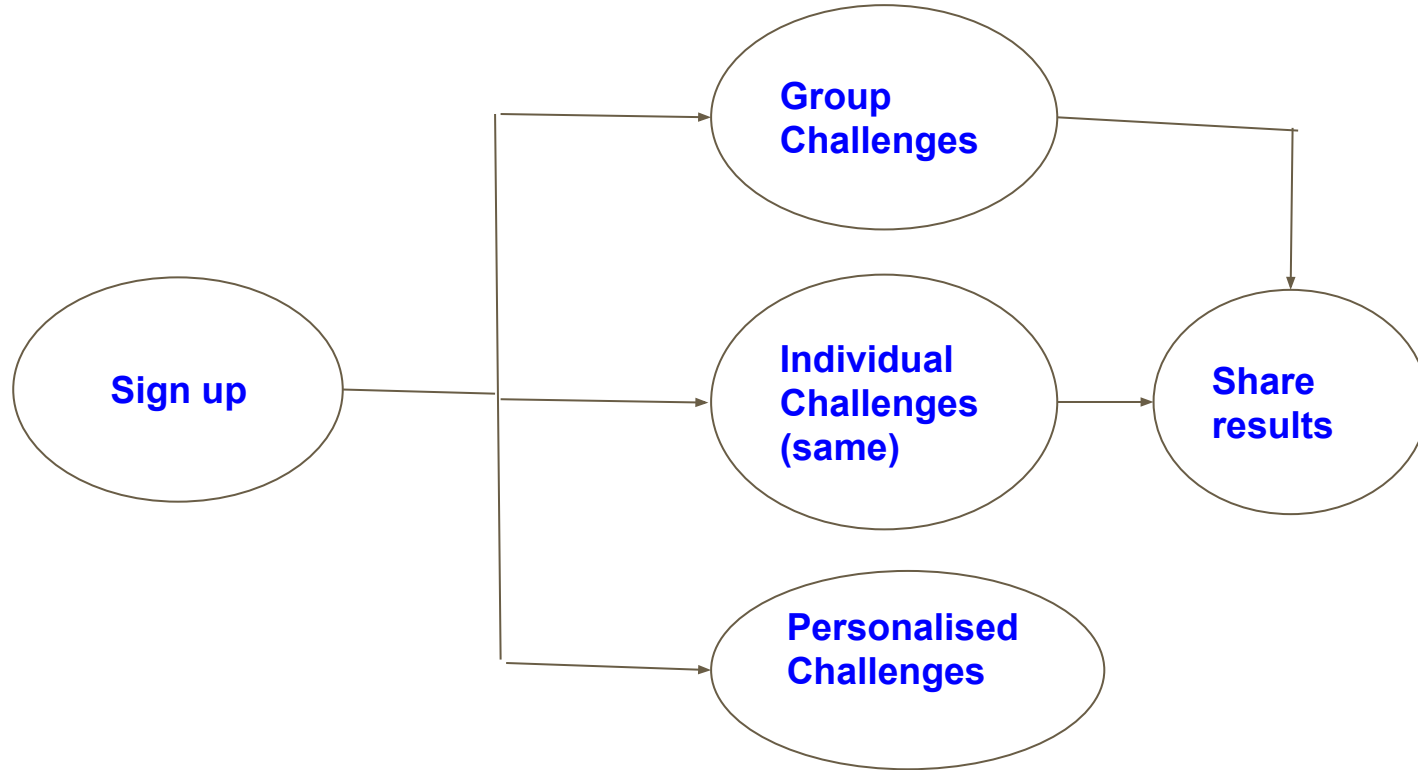 Group
Challenges
Sign up
Individual
Challenges
(same)
Share
results
Personalised
Challenges